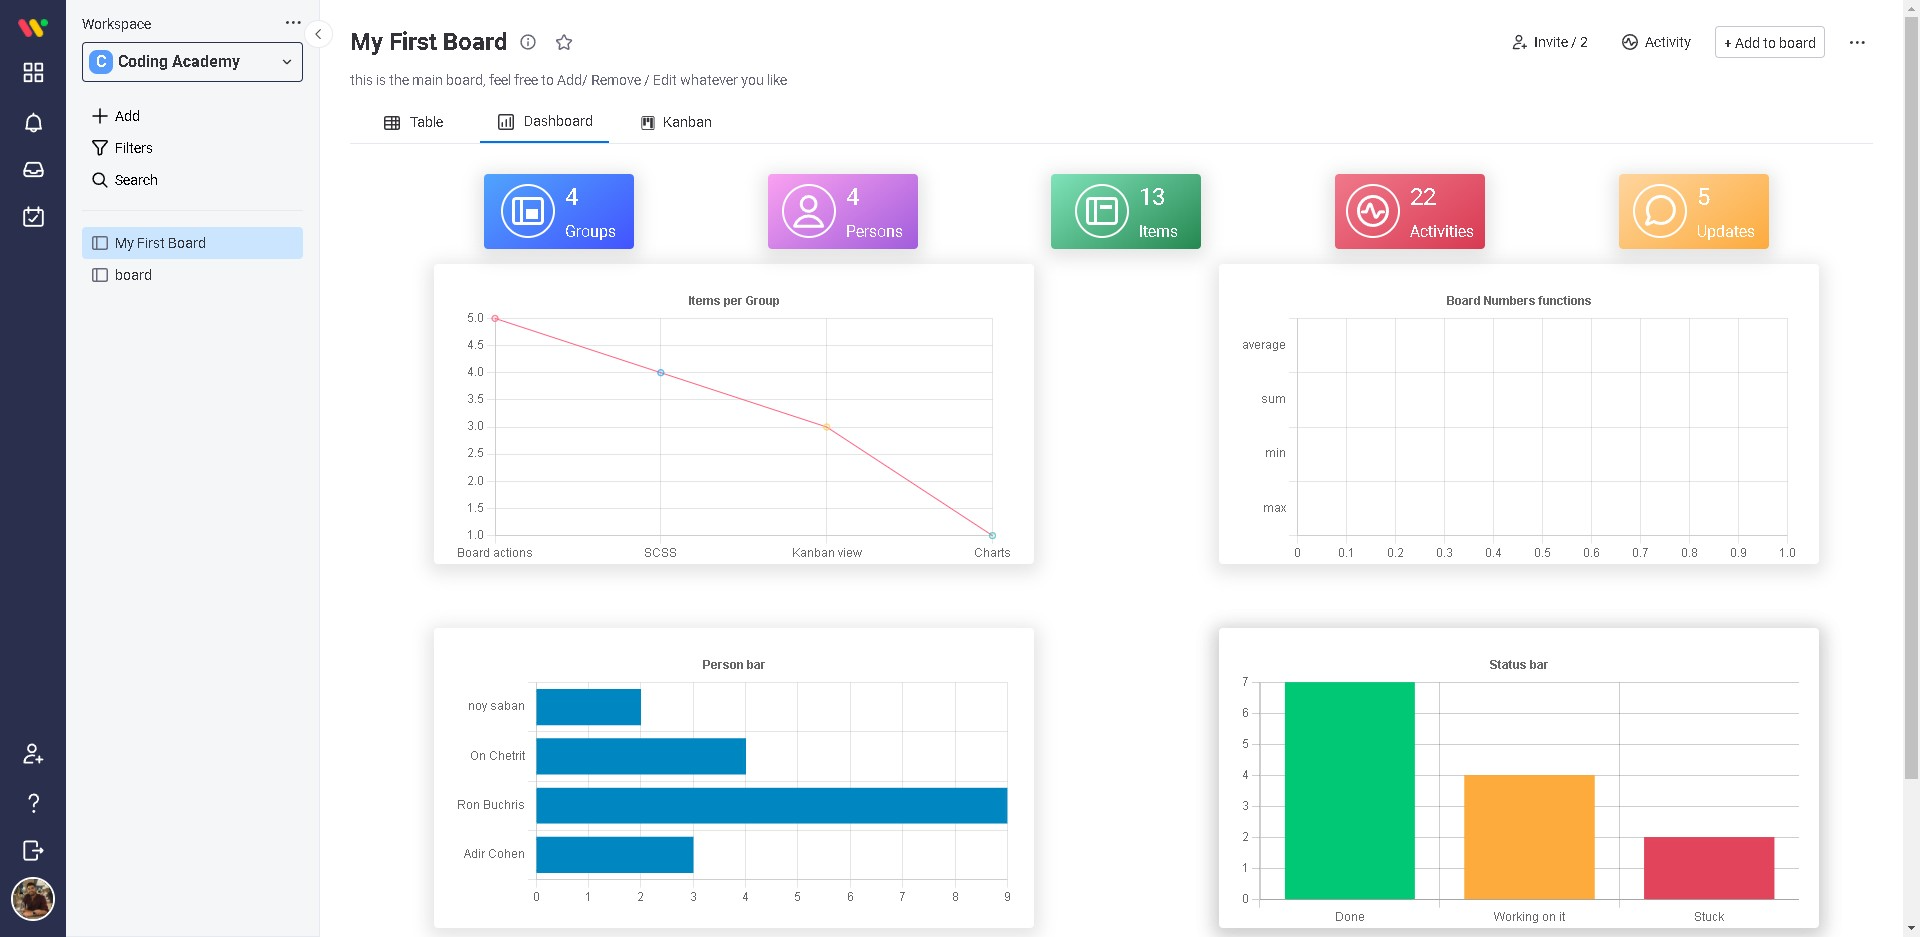 Workspace
C Coding Academy
Add
Filters
Search
My First Board
board
My First Board
this is the main board, feel free to Add/ Remove / Edit whatever you like
Invite / 2
Activity
+ Add to board
Table
Dashboard
Kanban
4
Groups
4
Persons
13
Items
22
Activities
5
Updates
Items per Group
5.0
4.5
4.0
3.5
3.0
2.5
2.0
1.5
1.0
Board actions SCSS Kanban view Charts
Board Numbers functions
average
sum
min
max
0 0.1 0.2 0.3 0.4 0.5 0.6 0.7 0.8 0.9 1.0
Person bar
noy saban
On Chetrit
Ron Buchris
Adir Cohen
0 1 2 3 4 5 6 7 8 9
Status bar
7
6
5
4
3
2
1
0
Done Working on it Stuck